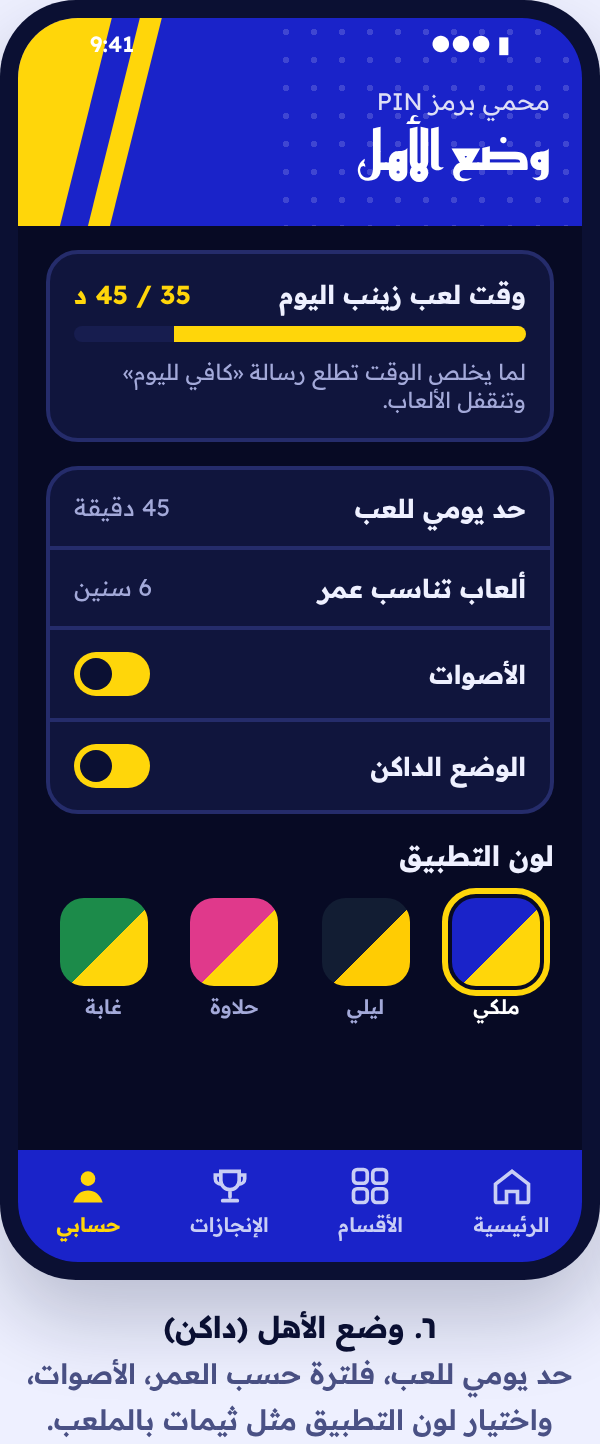 9:41
محمي برمز PIN
وضع الأهل
وقت لعب زينب اليوم
35 / 45 د
لما يخلص الوقت تطلع رسالة «كافي لليوم»
وتنقفل الألعاب.
حد يومي للعب
45 دقيقة
ألعاب تناسب عمر
6 سنين
الأصوات
الوضع الداكن
لون التطبيق
ملكي
ليلي
حلاوة
غابة
الرئيسية
الأقسام
الإنجازات
حسابي
٦. وضع الأهل (داكن)
حد يومي للعب، فلترة حسب العمر، الأصوات،
واختيار لون التطبيق مثل ثيمات بالملعب.